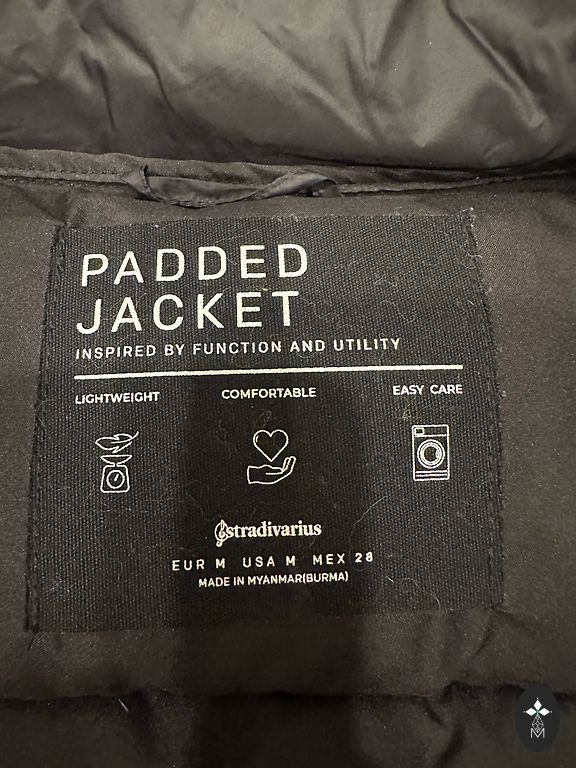 PADDED
JACKET
INSPIRED BY FUNCTION AND UTILITY
LIGHTWEIGHT COMFORTABLE EASY CARE
stradivarius
EUR M USA M MEX 28
MADE IN MYANMAR(BURMA)
M